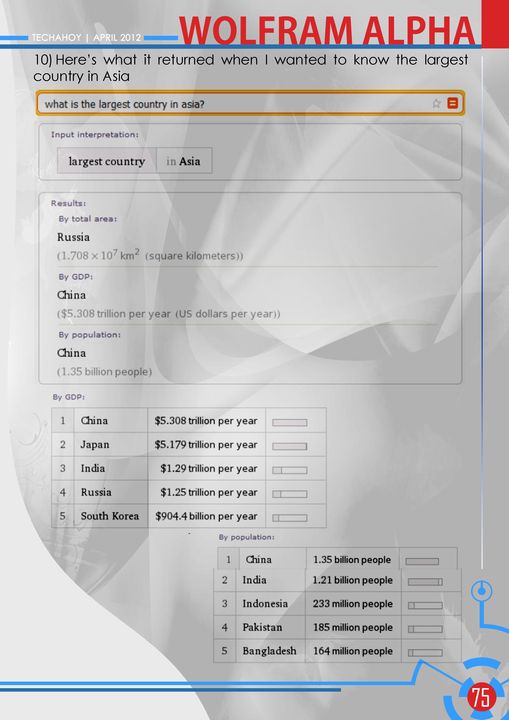 TECHAHOY | APRIL 2012
WOLFRAM ALPHA
10) Here's what it returned when I wanted to know the largest
country in Asia
what is the largest country in asia?
Input interpretation:
largest country in Asia
Results:
By total area:
Russia
(1.708 × 10⁷ km² (square kilometers))
By GDP:
China
($5.308 trillion per year (US dollars per year))
By population:
China
(1.35 billion people)
By GDP:
1 China $5.308 trillion per year
2 Japan $5.179 trillion per year
3 India $1.29 trillion per year
4 Russia $1.25 trillion per year
5 South Korea $904.4 billion per year
By population:
1 China 1.35 billion people
2 India 1.21 billion people
3 Indonesia 233 million people
4 Pakistan 185 million people
5 Bangladesh 164 million people
75